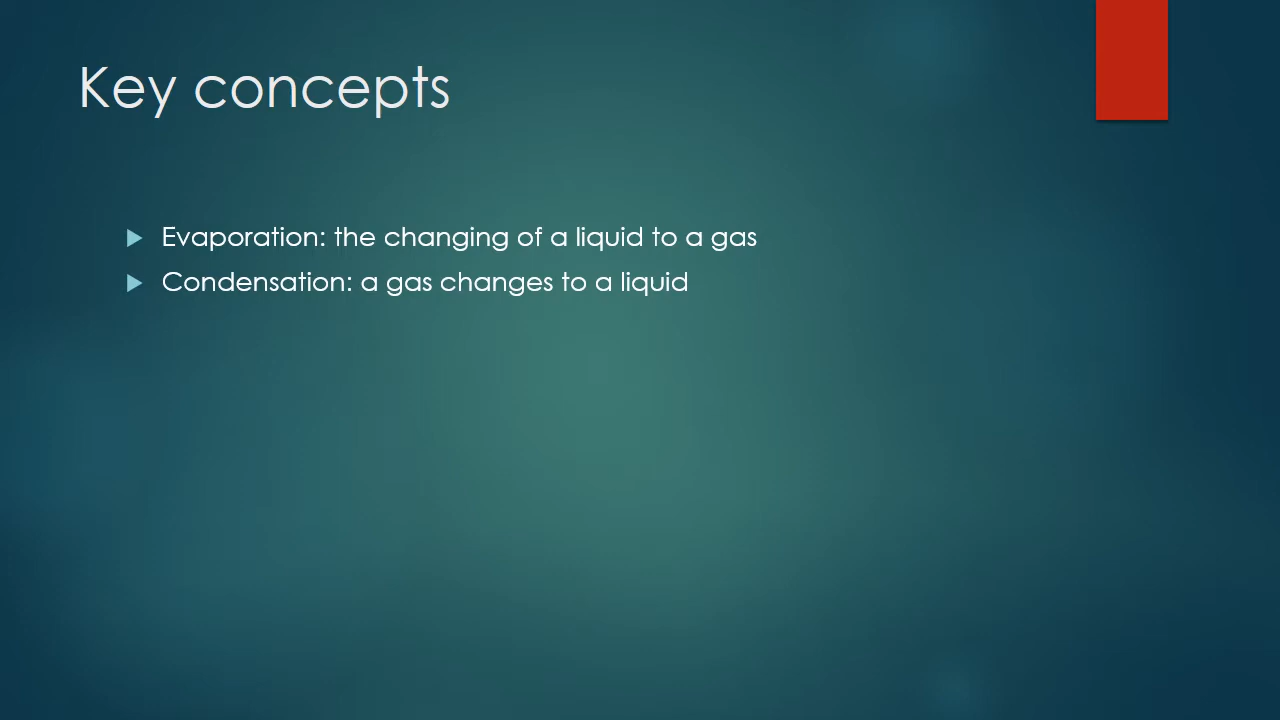 Key concepts
Evaporation: the changing of a liquid to a gas
Condensation: a gas changes to a liquid